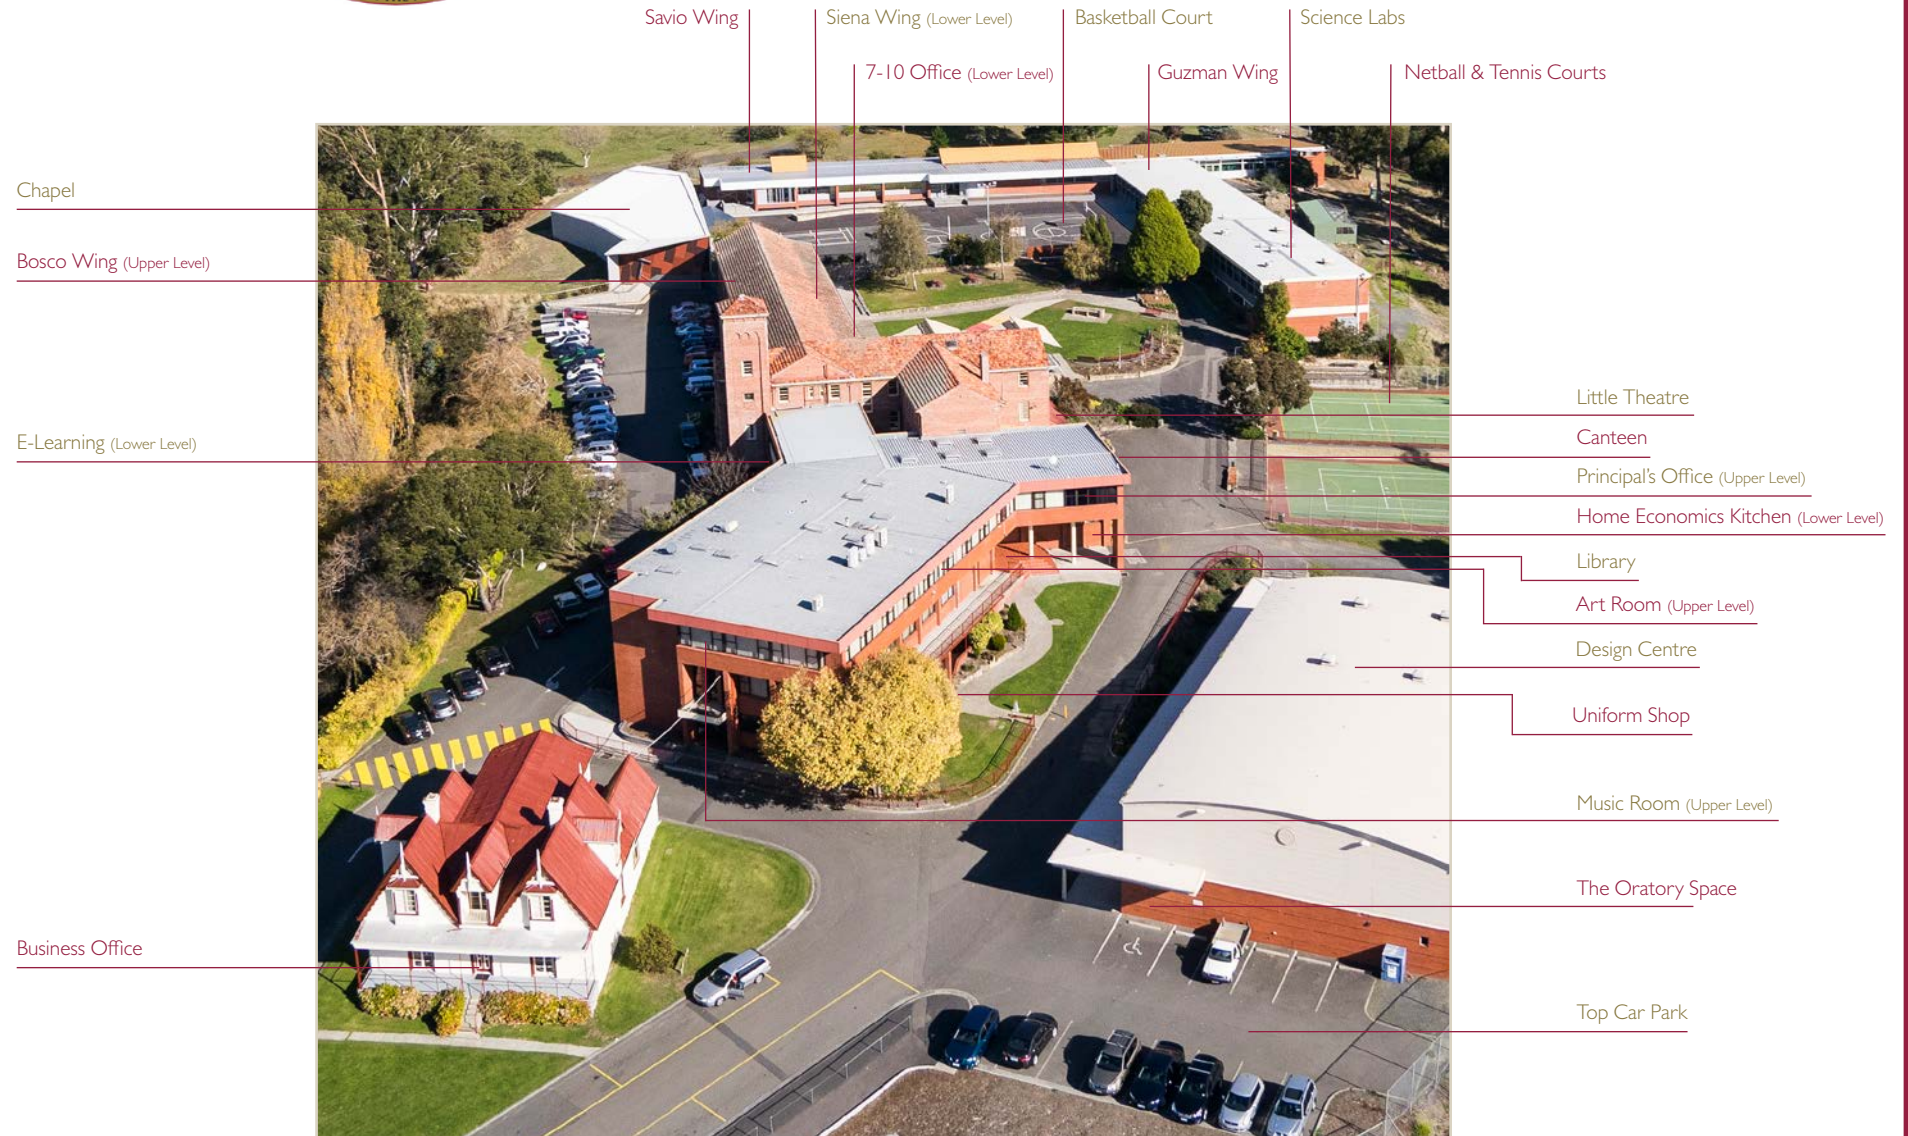 Savio Wing
Siena Wing (Lower Level)
Basketball Court
Science Labs
7-10 Office (Lower Level)
Guzman Wing
Netball & Tennis Courts
Chapel
Bosco Wing (Upper Level)
E-Learning (Lower Level)
Business Office
Little Theatre
Canteen
Principal's Office (Upper Level)
Home Economics Kitchen (Lower Level)
Library
Art Room (Upper Level)
Design Centre
Uniform Shop
Music Room (Upper Level)
The Oratory Space
Top Car Park